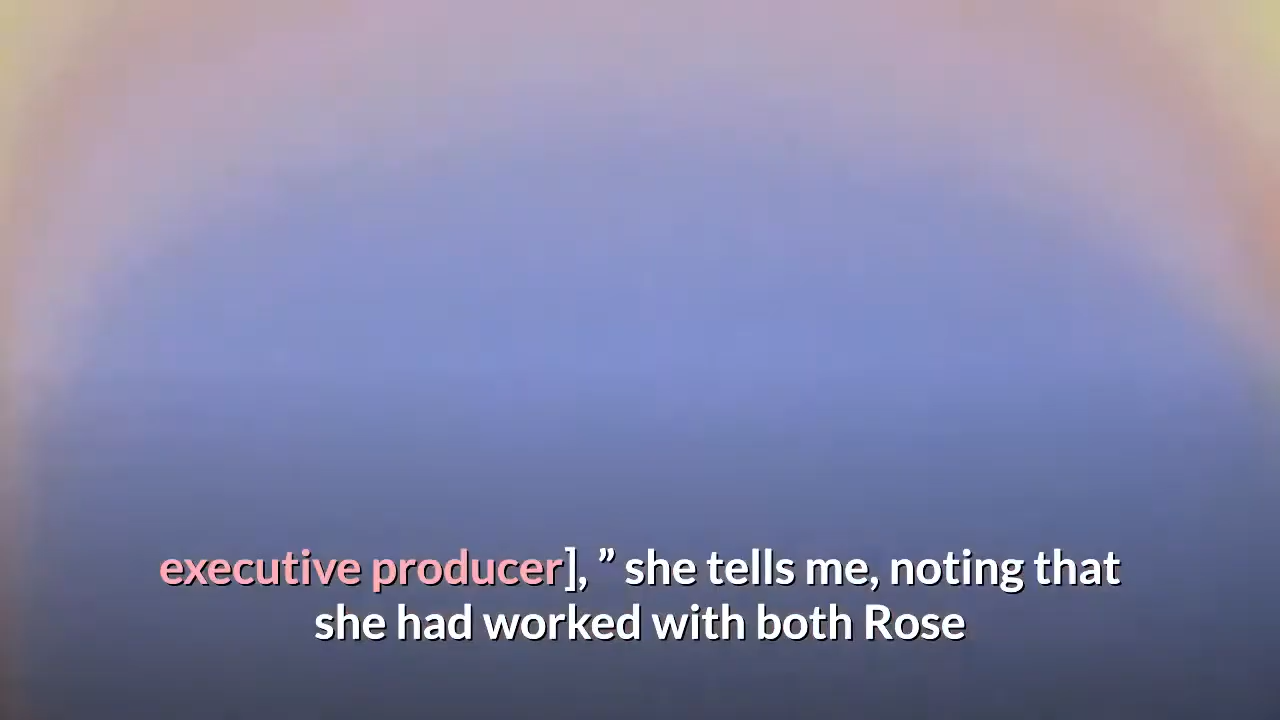 executive producer], ” she tells me, noting that
she had worked with both Rose